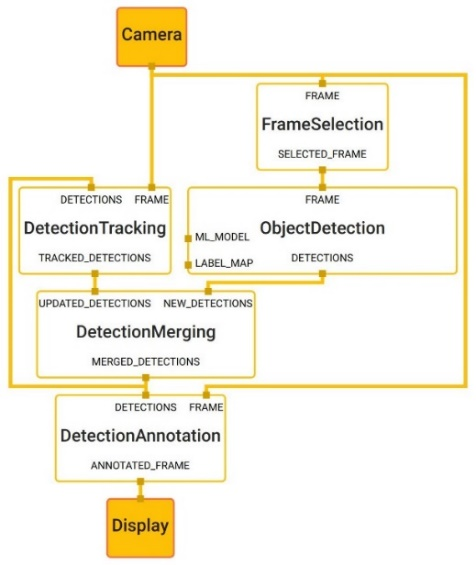 Camera
FRAME
FrameSelection
SELECTED_FRAME
DETECTIONS FRAME
DetectionTracking
TRACKED_DETECTIONS
FRAME
ObjectDetection
ML_MODEL
LABEL_MAP
DETECTIONS
UPDATED_DETECTIONS NEW_DETECTIONS
DetectionMerging
MERGED_DETECTIONS
DETECTIONS FRAME
DetectionAnnotation
ANNOTATED_FRAME
Display